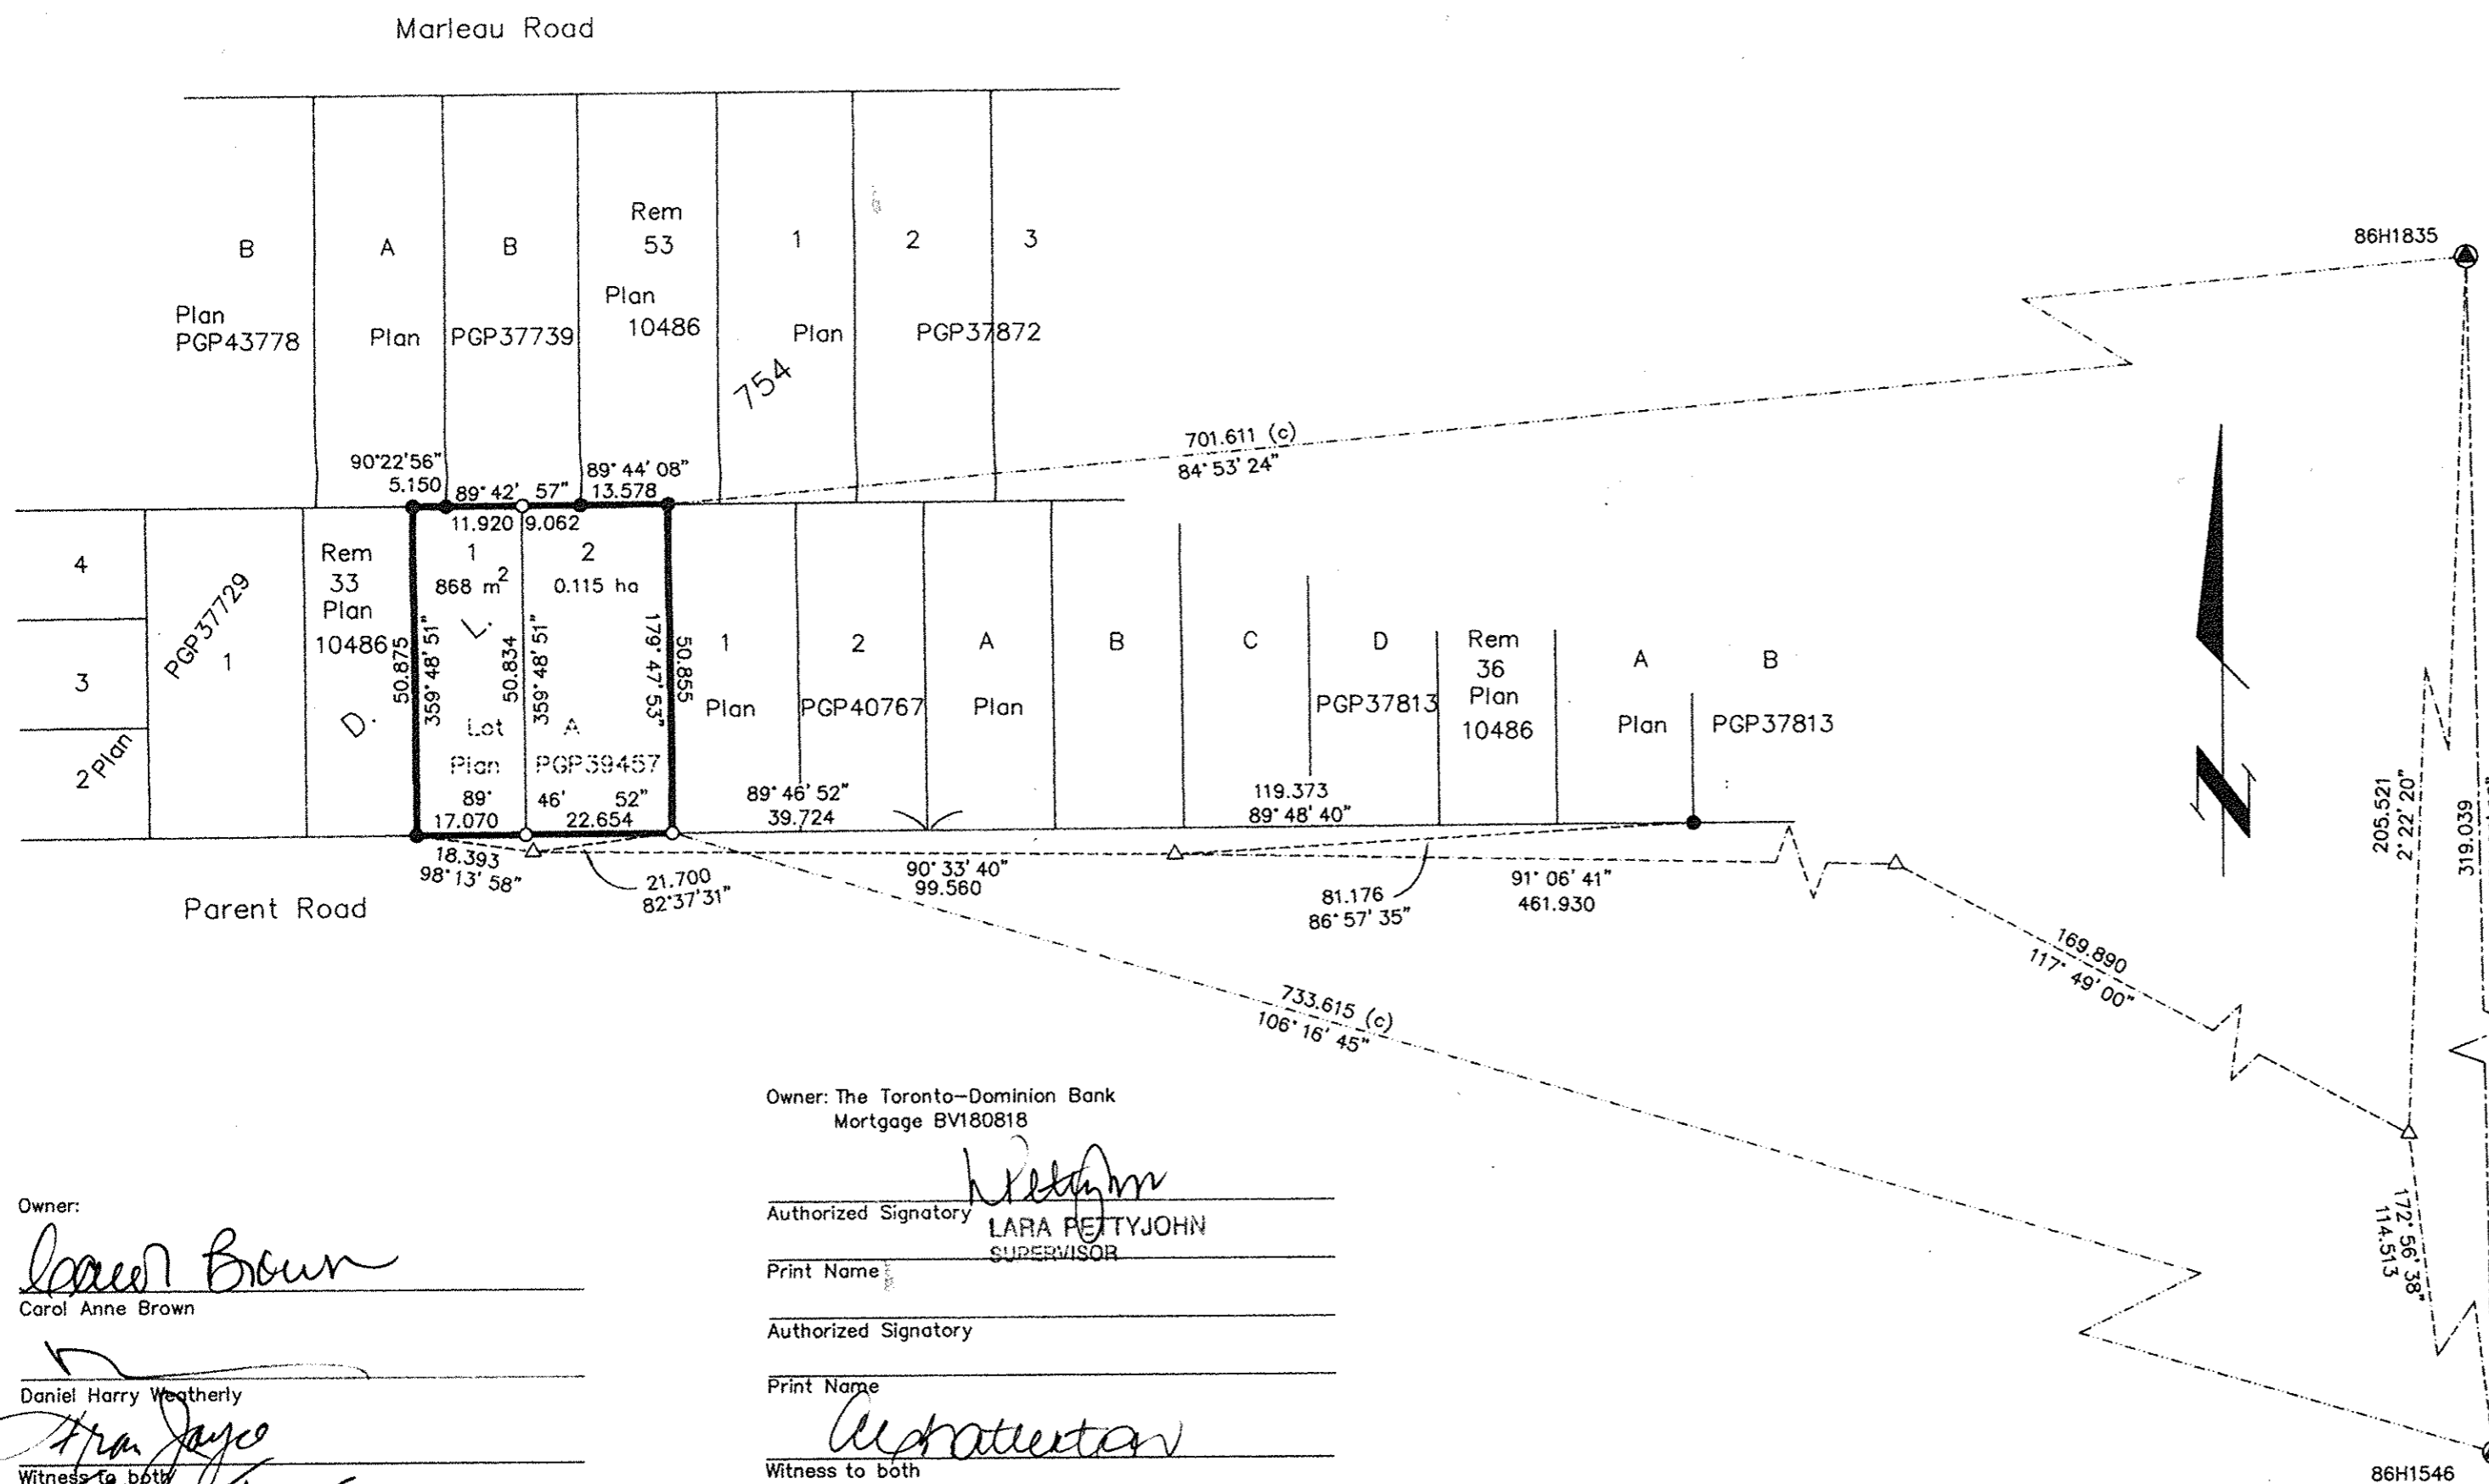 Marleau Road
B
A
B
Rem
53
1
2
3
Plan
PGP43778
Plan
PGP37739
Plan
10486
Plan
PGP37872
754
86H1835
701.611 (c)
84°53'24"
90°22'56"
5.150
89°42' 57"
89°44'08"
13.578
11.920
9.062
4
3
2
Plan
PGP37729
1
Rem
33
Plan
10486
D.
L.
1
868 m²
2
0.115 ha
50.875
359°48'51"
50.834
359°48'51"
179°47'53"
50.855
Lot A
Plan PGP39457
89° 46' 52"
17.070
22.654
1
2
A
B
C
D
Rem
36
Plan
10486
A
B
Plan
PGP40767
Plan
PGP37813
Plan
PGP37813
89°46'52"
39.724
119.373
89°48'40"
18.393
98°13'58"
21.700
82°37'31"
90°33'40"
99.560
81.176
86°57'35"
91°06'41"
461.930
Parent Road
169.890
117°49'00"
733.615 (c)
106°16'45"
205.521
2°22'20"
319.039
172°56'38"
114.513
N
86H1546
Owner: The Toronto-Dominion Bank
Mortgage BV180818
Authorized Signatory
LARA PETTYJOHN
SUPERVISOR
Print Name
Authorized Signatory
Print Name
Witness to both
Owner:
Carol Brown
Carol Anne Brown
Daniel Harry Weatherly
Fran Jayco
Witness to both